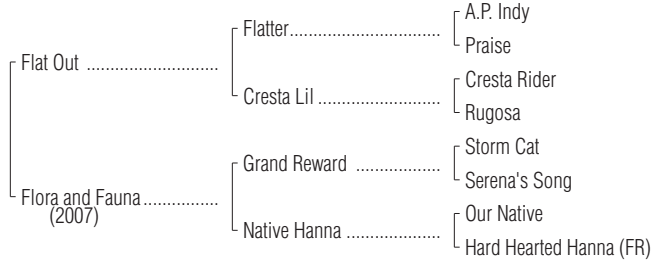 A.P. Indy
Flatter
Praise
Flat Out
Cresta Rider
Cresta Lil
Rugosa
Storm Cat
Grand Reward
Serena's Song
Flora and Fauna
(2007)
Our Native
Native Hanna
Hard Hearted Hanna (FR)